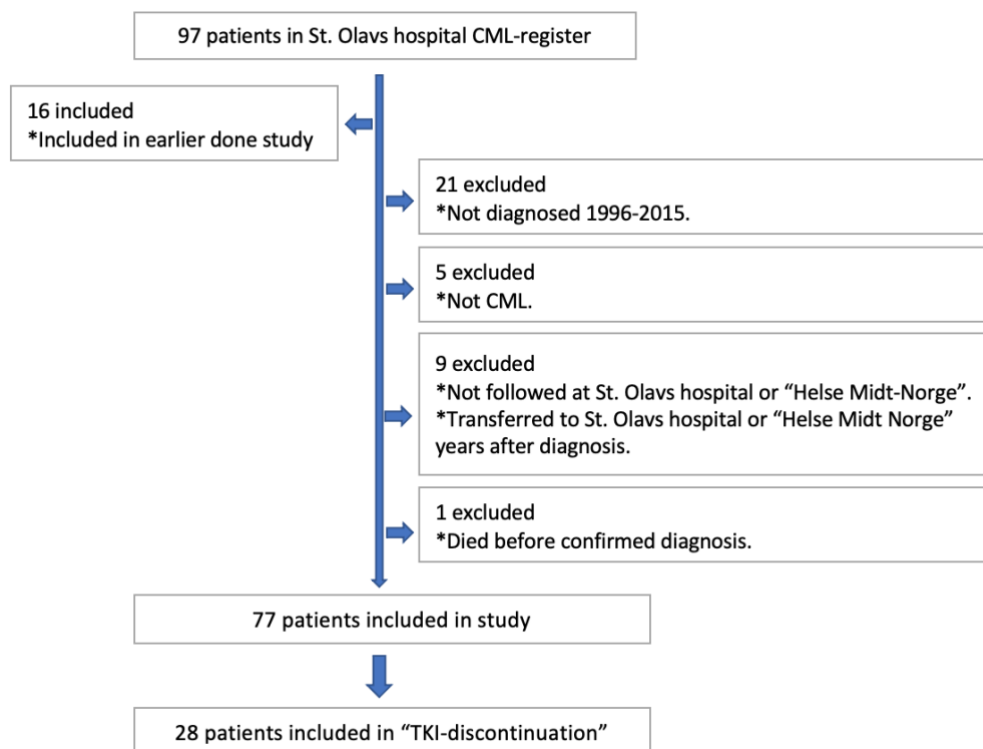 97 patients in St. Olavs hospital CML-register
16 included
*Included in earlier done study
21 excluded
*Not diagnosed 1996-2015.
5 excluded
*Not CML.
9 excluded
*Not followed at St. Olavs hospital or “Helse Midt-Norge”.
*Transferred to St. Olavs hospital or “Helse Midt Norge”
years after diagnosis.
1 excluded
*Died before confirmed diagnosis.
77 patients included in study
28 patients included in “TKI-discontinuation”